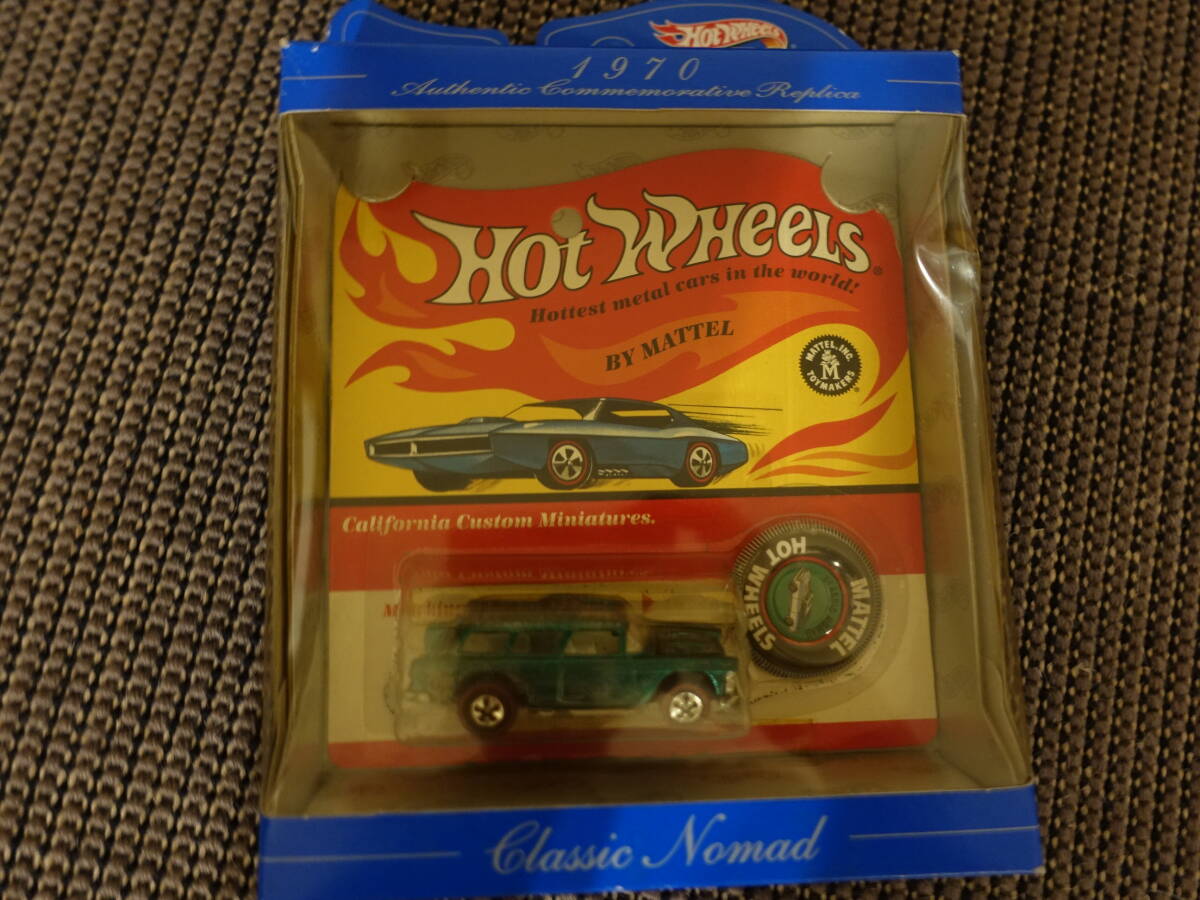 Hot Wheels
1970
Authentic Commemorative Replica
Hot Wheels®
Hottest metal cars in the world!
BY MATTEL
MATTEL, INC.
M
TOYMAKERS®
California Custom Miniatures.
HOT WHEELS
MATTEL
Classic Nomad